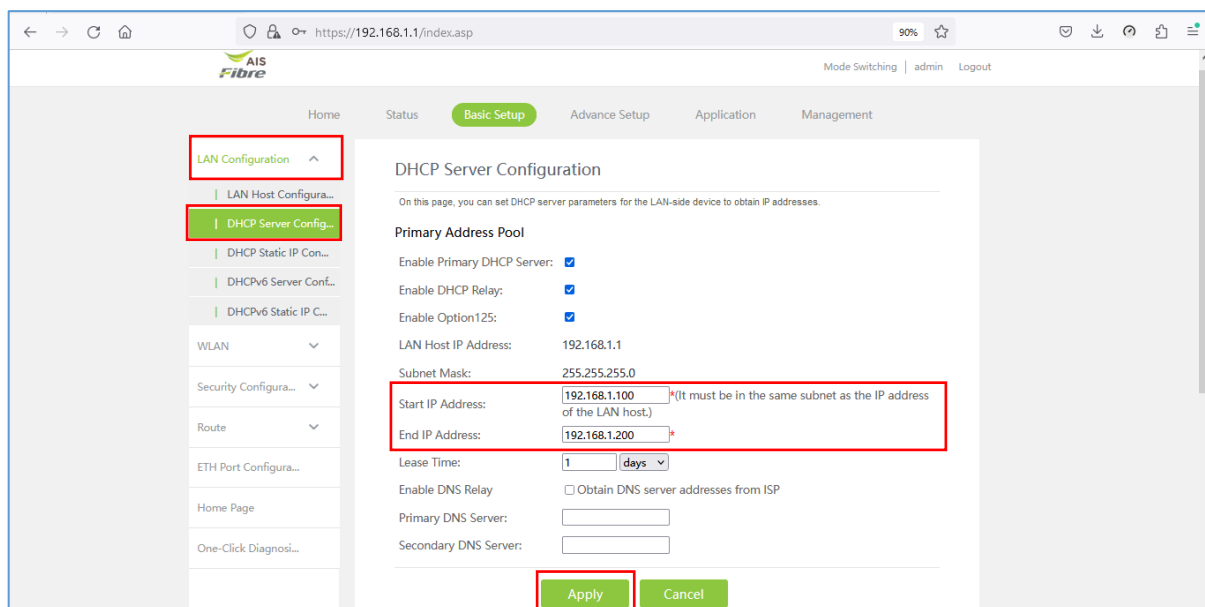 https://192.168.1.1/index.asp
90%
AIS
Fibre
Mode Switching | admin Logout
Home Status Basic Setup Advance Setup Application Management
LAN Configuration
LAN Host Configura...
DHCP Server Config...
DHCP Static IP Con...
DHCPv6 Server Conf...
DHCPv6 Static IP C...
WLAN
Security Configura...
Route
ETH Port Configura...
Home Page
One-Click Diagnosi...
DHCP Server Configuration
On this page, you can set DHCP server parameters for the LAN-side device to obtain IP addresses.
Primary Address Pool
Enable Primary DHCP Server:
Enable DHCP Relay:
Enable Option125:
LAN Host IP Address: 192.168.1.1
Subnet Mask: 255.255.255.0
Start IP Address: 192.168.1.100 *(It must be in the same subnet as the IP address
of the LAN host.)
End IP Address: 192.168.1.200 *
Lease Time: 1 days
Enable DNS Relay Obtain DNS server addresses from ISP
Primary DNS Server:
Secondary DNS Server:
Apply Cancel